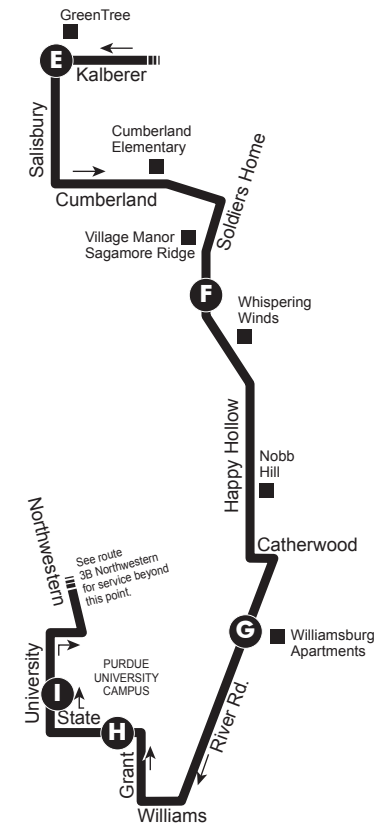 GreenTree
E
Kalberer
Salisbury
Cumberland
Elementary
Cumberland
Soldiers Home
Village Manor
Sagamore Ridge
F
Whispering
Winds
Happy Hollow
Nobb
Hill
Catherwood
Northwestern
See route
3B Northwestern
for service beyond
this point.
G
Williamsburg
Apartments
PURDUE
UNIVERSITY
CAMPUS
University
I
State
H
River Rd.
Grant
Williams